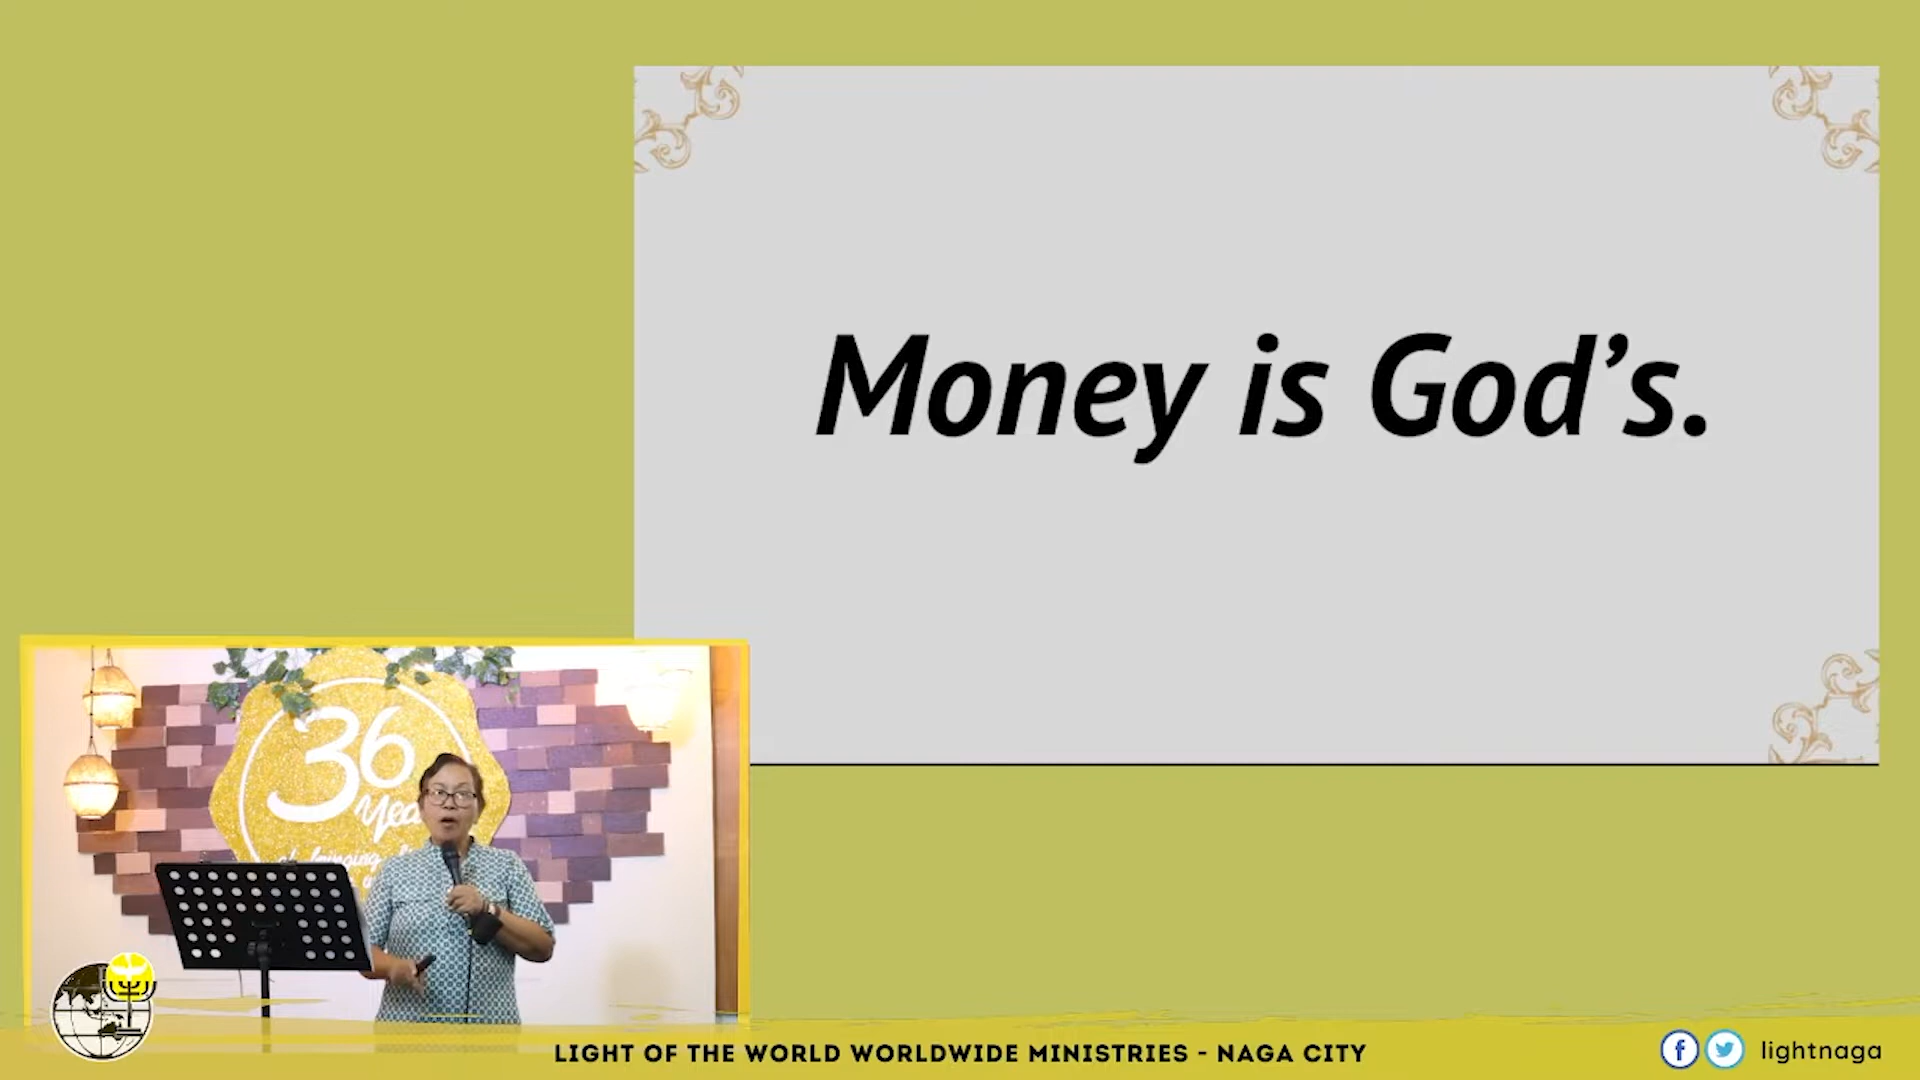 Money is God's.
36
LIGHT OF THE WORLD WORLDWIDE MINISTRIES - NAGA CITY
lightnaga